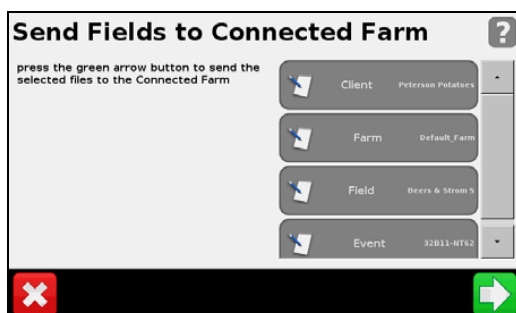 Send Fields to Connected Farm
?
press the green arrow button to send the
selected files to the Connected Farm
Client Peterson Potatoes
Farm Default_Farm
Field Beers & Strom S
Event 32B11-NT62